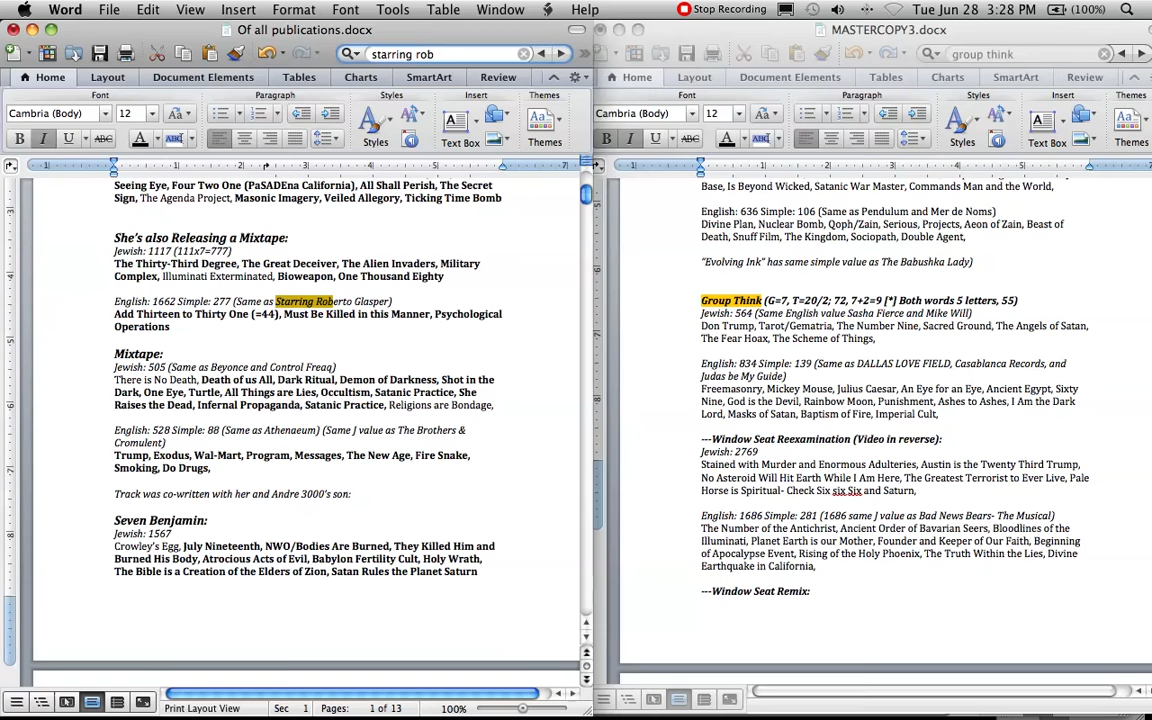 Word File Edit View Insert Format Font Tools Table Window Help Stop Recording (100%) Tue Jun 28 3:28 PM
Of all publications.docx
MASTERCOPY3.docx
starring rob
group think
Home Layout Document Elements Tables Charts SmartArt Review
Home Layout Document Elements Tables Charts SmartArt Review
Font Paragraph Styles Insert Themes
Font Paragraph Styles Insert Themes
Cambria (Body) 12 Aa
Cambria (Body) 12 Aa
B I U ABC A ABC Styles Text Box Themes
B I U ABC A ABC Styles Text Box Themes
Seeing Eye, Four Two One (PaSADEna California), All Shall Perish, The Secret
Sign, The Agenda Project, Masonic Imagery, Veiled Allegory, Ticking Time Bomb
She's also Releasing a Mixtape:
Jewish: 1117 (111x7=777)
The Thirty-Third Degree, The Great Deceiver, The Alien Invaders, Military
Complex, Illuminati Exterminated, Bioweapon, One Thousand Eighty
English: 1662 Simple: 277 (Same as Starring Roberto Glasper)
Add Thirteen to Thirty One (=44), Must Be Killed in this Manner, Psychological
Operations
Mixtape:
Jewish: 505 (Same as Beyonce and Control Freaq)
There is No Death, Death of us All, Dark Ritual, Demon of Darkness, Shot in the
Dark, One Eye, Turtle, All Things are Lies, Occultism, Satanic Practice, She
Raises the Dead, Infernal Propaganda, Satanic Practice, Religions are Bondage,
English: 528 Simple: 88 (Same as Athenaeum) (Same J value as The Brothers &
Cromulent)
Trump, Exodus, Wal-Mart, Program, Messages, The New Age, Fire Snake,
Smoking, Do Drugs,
Track was co-written with her and Andre 3000's son:
Seven Benjamin:
Jewish: 1567
Crowley's Egg, July Nineteenth, NWO/Bodies Are Burned, They Killed Him and
Burned His Body, Atrocious Acts of Evil, Babylon Fertility Cult, Holy Wrath,
The Bible is a Creation of the Elders of Zion, Satan Rules the Planet Saturn
Base, Is Beyond Wicked, Satanic War Master, Commands Man and the World,
English: 636 Simple: 106 (Same as Pendulum and Mer de Noms)
Divine Plan, Nuclear Bomb, Qoph/Zain, Serious, Projects, Aeon of Zain, Beast of
Death, Snuff Film, The Kingdom, Sociopath, Double Agent,
"Evolving Ink" has same simple value as The Babushka Lady)
Group Think (G=7, T=20/2; 72, 7+2=9 [*] Both words 5 letters, 55)
Jewish: 564 (Same English value Sasha Fierce and Mike Will)
Don Trump, Tarot/Gematria, The Number Nine, Sacred Ground, The Angels of Satan,
The Fear Hoax, The Scheme of Things,
English: 834 Simple: 139 (Same as DALLAS LOVE FIELD, Casablanca Records, and
Judas be My Guide)
Freemasonry, Mickey Mouse, Julius Caesar, An Eye for an Eye, Ancient Egypt, Sixty
Nine, God is the Devil, Rainbow Moon, Punishment, Ashes to Ashes, I Am the Dark
Lord, Masks of Satan, Baptism of Fire, Imperial Cult,
---Window Seat Reexamination (Video in reverse):
Jewish: 2769
Stained with Murder and Enormous Adulteries, Austin is the Twenty Third Trump,
No Asteroid Will Hit Earth While I Am Here, The Greatest Terrorist to Ever Live, Pale
Horse is Spiritual- Check Six six Six and Saturn,
English: 1686 Simple: 281 (1686 same J value as Bad News Bears- The Musical)
The Number of the Antichrist, Ancient Order of Bavarian Seers, Bloodlines of the
Illuminati, Planet Earth is our Mother, Founder and Keeper of Our Faith, Beginning
of Apocalypse Event, Rising of the Holy Phoenix, The Truth Within the Lies, Divine
Earthquake in California,
---Window Seat Remix:
Print Layout View Sec 1 Pages: 1 of 13 100%